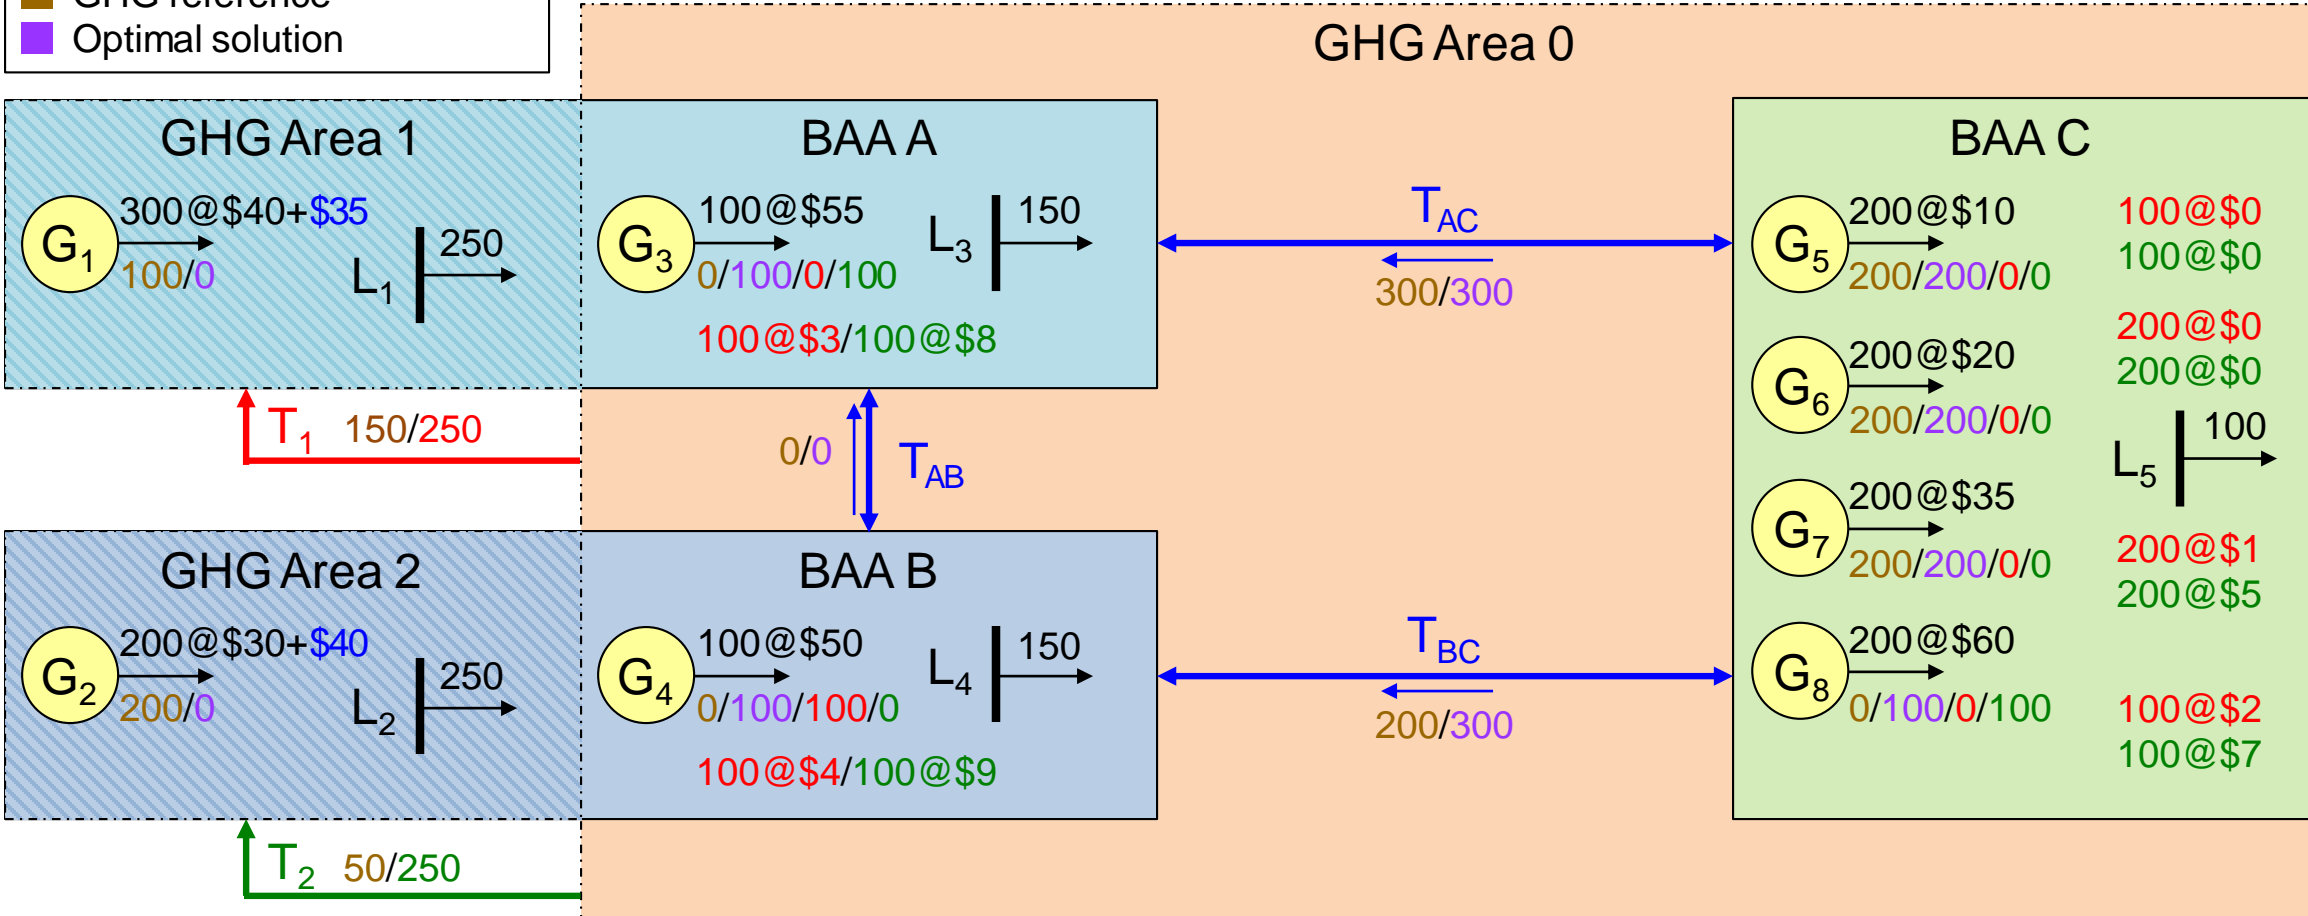 GHG reference
Optimal solution
GHG Area 0
GHG Area 1
G1
300@$40+$35
100/0
L1
250
T1 150/250
BAA A
G3
100@$55
0/100/0/100
100@$3/100@$8
L3
150
TAC
300/300
0/0
TAB
GHG Area 2
G2
200@$30+$40
200/0
L2
250
T2 50/250
BAA B
G4
100@$50
0/100/100/0
100@$4/100@$9
L4
150
TBC
200/300
BAA C
G5
200@$10
200/200/0/0
100@$0
100@$0
G6
200@$20
200/200/0/0
200@$0
200@$0
L5
100
G7
200@$35
200/200/0/0
200@$1
200@$5
G8
200@$60
0/100/0/100
100@$2
100@$7